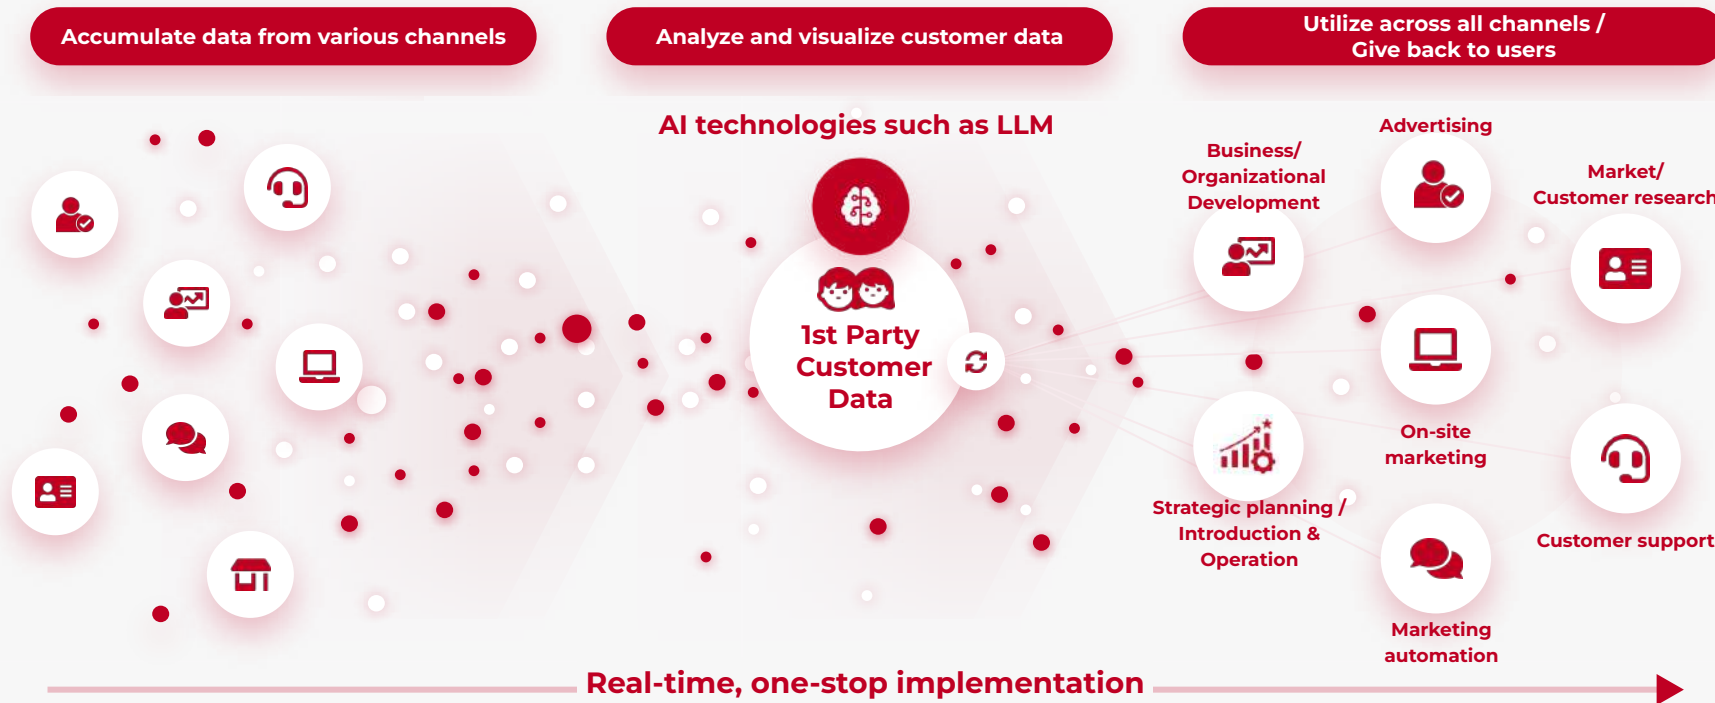 Accumulate data from various channels
Analyze and visualize customer data
Utilize across all channels /
Give back to users
AI technologies such as LLM
1st Party
Customer
Data
Business/
Organizational
Development
Advertising
Market/
Customer research
On-site
marketing
Strategic planning /
Introduction &
Operation
Customer support
Marketing
automation
Real-time, one-stop implementation